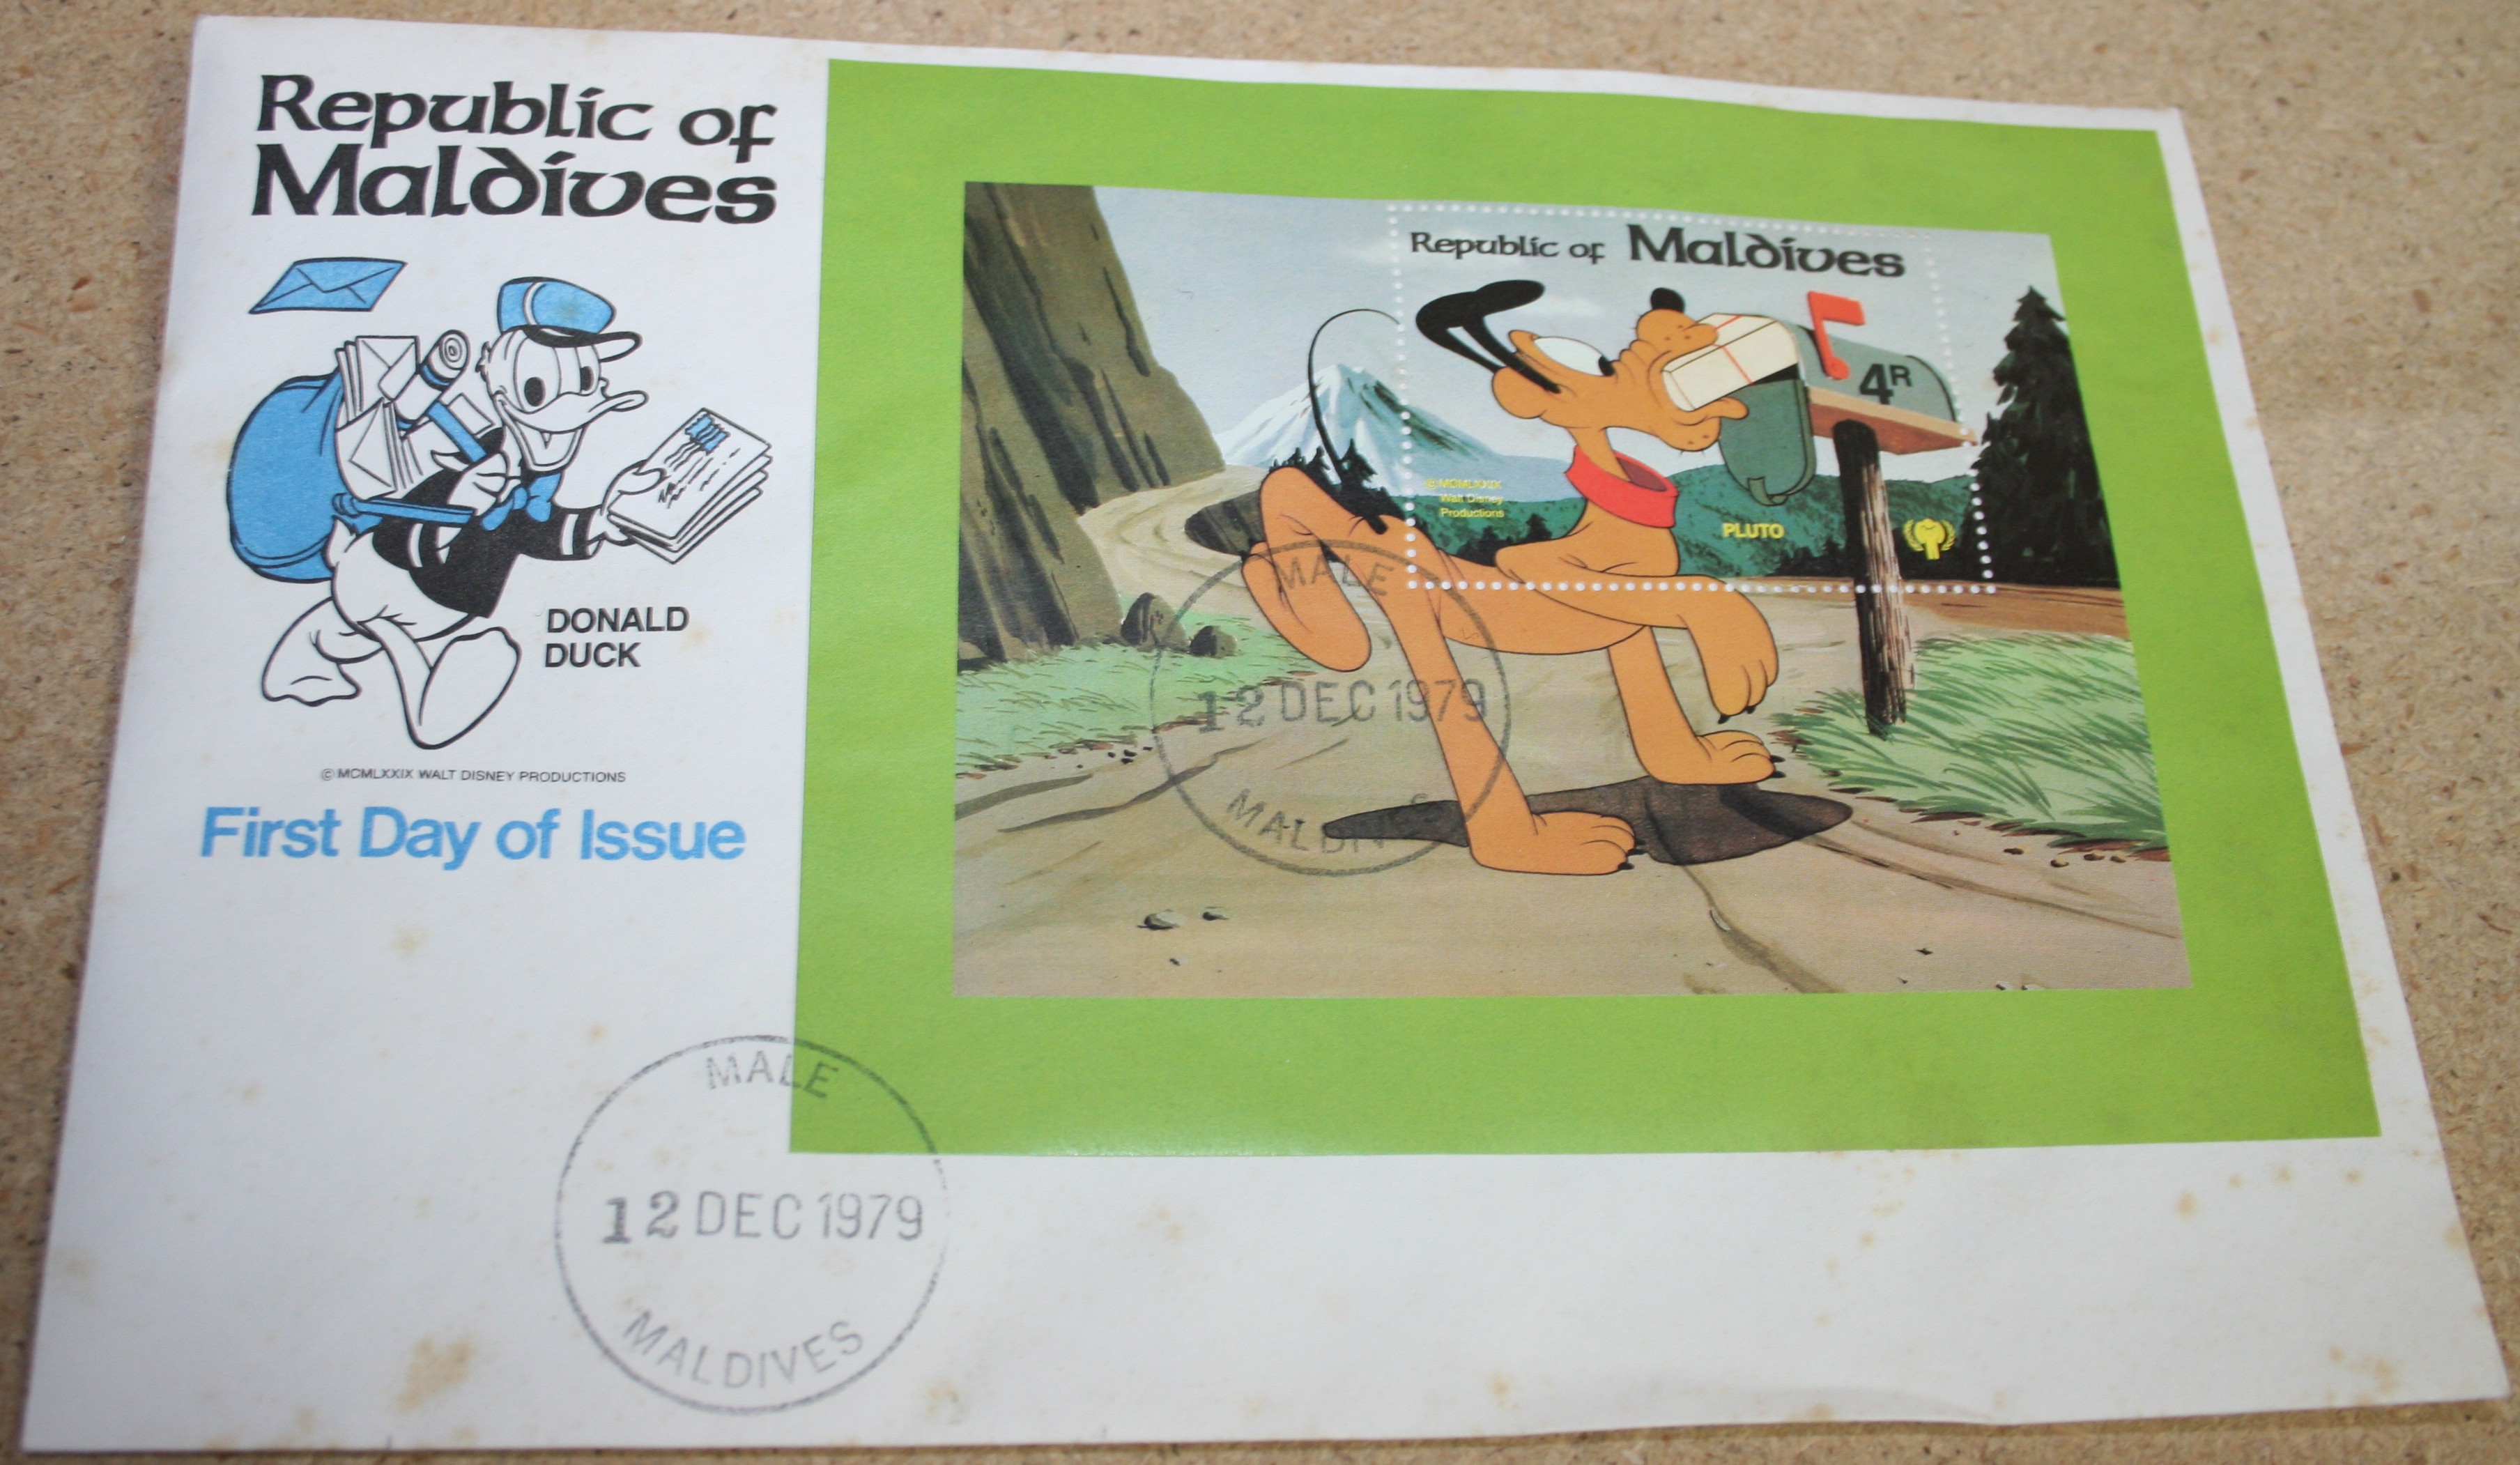 Republic of
Maldives
DONALD
DUCK
© MCMLXXIX WALT DISNEY PRODUCTIONS
First Day of Issue
Republic of Maldives
4R
© MCMLXXIX
Walt Disney
Productions
PLUTO
MALE
12 DEC 1979
MALDIVES
MALE
12 DEC 1979
MALDIVES